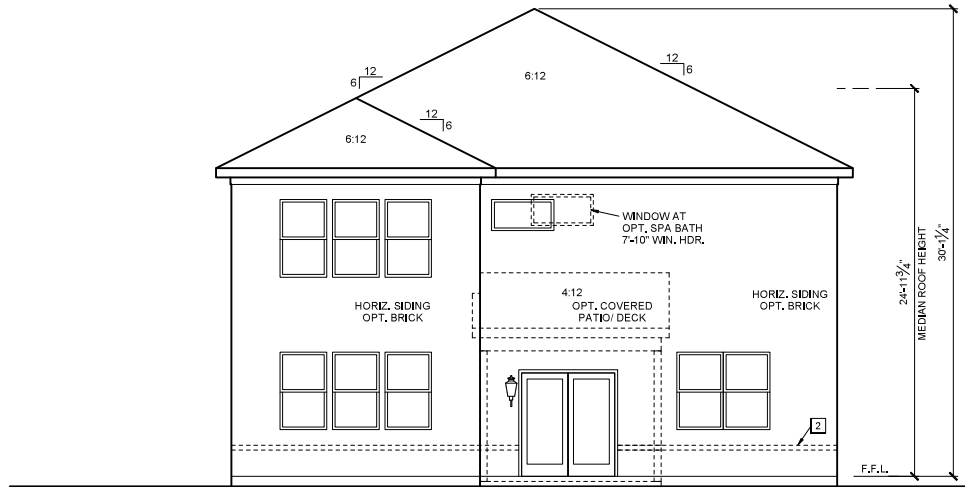 12
6
12
6
6:12
12
6
6:12
WINDOW AT
OPT. SPA BATH
7'-10" WIN. HDR.
4:12
OPT. COVERED
PATIO/ DECK
HORIZ. SIDING
OPT. BRICK
HORIZ. SIDING
OPT. BRICK
24'-11 3/4"
MEDIAN ROOF HEIGHT
30'-1 1/4"
2
F.F.L.